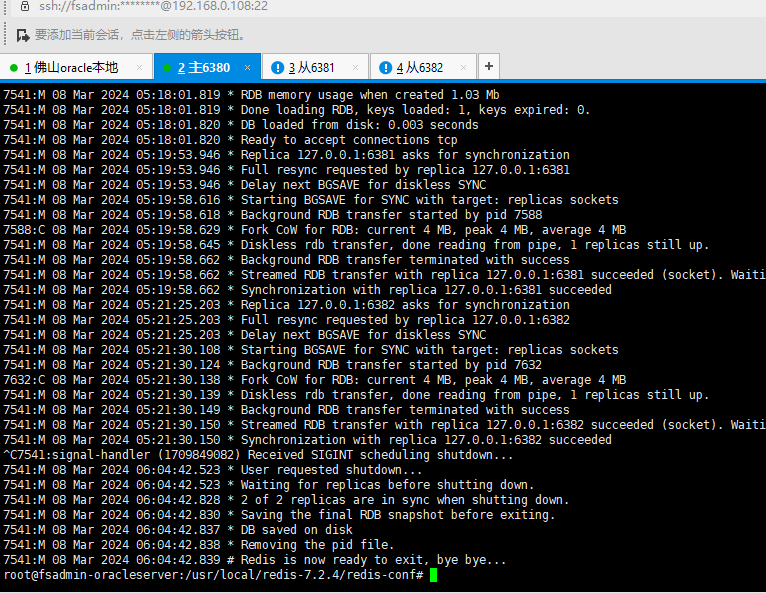 ssh://fsadmin:********@192.168.0.108:22
要添加当前会话，点击左侧的箭头按钮。
1 佛山oracle本地 × 2 主6380 × 3 从6381 × 4 从6382 × +
7541:M 08 Mar 2024 05:18:01.819 * RDB memory usage when created 1.03 Mb
7541:M 08 Mar 2024 05:18:01.819 * Done loading RDB, keys loaded: 1, keys expired: 0.
7541:M 08 Mar 2024 05:18:01.820 * DB loaded from disk: 0.003 seconds
7541:M 08 Mar 2024 05:18:01.820 * Ready to accept connections tcp
7541:M 08 Mar 2024 05:19:53.946 * Replica 127.0.0.1:6381 asks for synchronization
7541:M 08 Mar 2024 05:19:53.946 * Full resync requested by replica 127.0.0.1:6381
7541:M 08 Mar 2024 05:19:53.946 * Delay next BGSAVE for diskless SYNC
7541:M 08 Mar 2024 05:19:58.616 * Starting BGSAVE for SYNC with target: replicas sockets
7541:M 08 Mar 2024 05:19:58.618 * Background RDB transfer started by pid 7588
7588:C 08 Mar 2024 05:19:58.629 * Fork CoW for RDB: current 4 MB, peak 4 MB, average 4 MB
7541:M 08 Mar 2024 05:19:58.645 * Diskless rdb transfer, done reading from pipe, 1 replicas still up.
7541:M 08 Mar 2024 05:19:58.662 * Background RDB transfer terminated with success
7541:M 08 Mar 2024 05:19:58.662 * Streamed RDB transfer with replica 127.0.0.1:6381 succeeded (socket). Waiti
7541:M 08 Mar 2024 05:19:58.662 * Synchronization with replica 127.0.0.1:6381 succeeded
7541:M 08 Mar 2024 05:21:25.203 * Replica 127.0.0.1:6382 asks for synchronization
7541:M 08 Mar 2024 05:21:25.203 * Full resync requested by replica 127.0.0.1:6382
7541:M 08 Mar 2024 05:21:25.203 * Delay next BGSAVE for diskless SYNC
7541:M 08 Mar 2024 05:21:30.108 * Starting BGSAVE for SYNC with target: replicas sockets
7541:M 08 Mar 2024 05:21:30.124 * Background RDB transfer started by pid 7632
7632:C 08 Mar 2024 05:21:30.138 * Fork CoW for RDB: current 4 MB, peak 4 MB, average 4 MB
7541:M 08 Mar 2024 05:21:30.139 * Diskless rdb transfer, done reading from pipe, 1 replicas still up.
7541:M 08 Mar 2024 05:21:30.149 * Background RDB transfer terminated with success
7541:M 08 Mar 2024 05:21:30.150 * Streamed RDB transfer with replica 127.0.0.1:6382 succeeded (socket). Waiti
7541:M 08 Mar 2024 05:21:30.150 * Synchronization with replica 127.0.0.1:6382 succeeded
^C7541:signal-handler (1709849082) Received SIGINT scheduling shutdown...
7541:M 08 Mar 2024 06:04:42.523 * User requested shutdown...
7541:M 08 Mar 2024 06:04:42.523 * Waiting for replicas before shutting down.
7541:M 08 Mar 2024 06:04:42.828 * 2 of 2 replicas are in sync when shutting down.
7541:M 08 Mar 2024 06:04:42.830 * Saving the final RDB snapshot before exiting.
7541:M 08 Mar 2024 06:04:42.837 * DB saved on disk
7541:M 08 Mar 2024 06:04:42.838 * Removing the pid file.
7541:M 08 Mar 2024 06:04:42.839 # Redis is now ready to exit, bye bye...
root@fsadmin-oracleserver:/usr/local/redis-7.2.4/redis-conf#